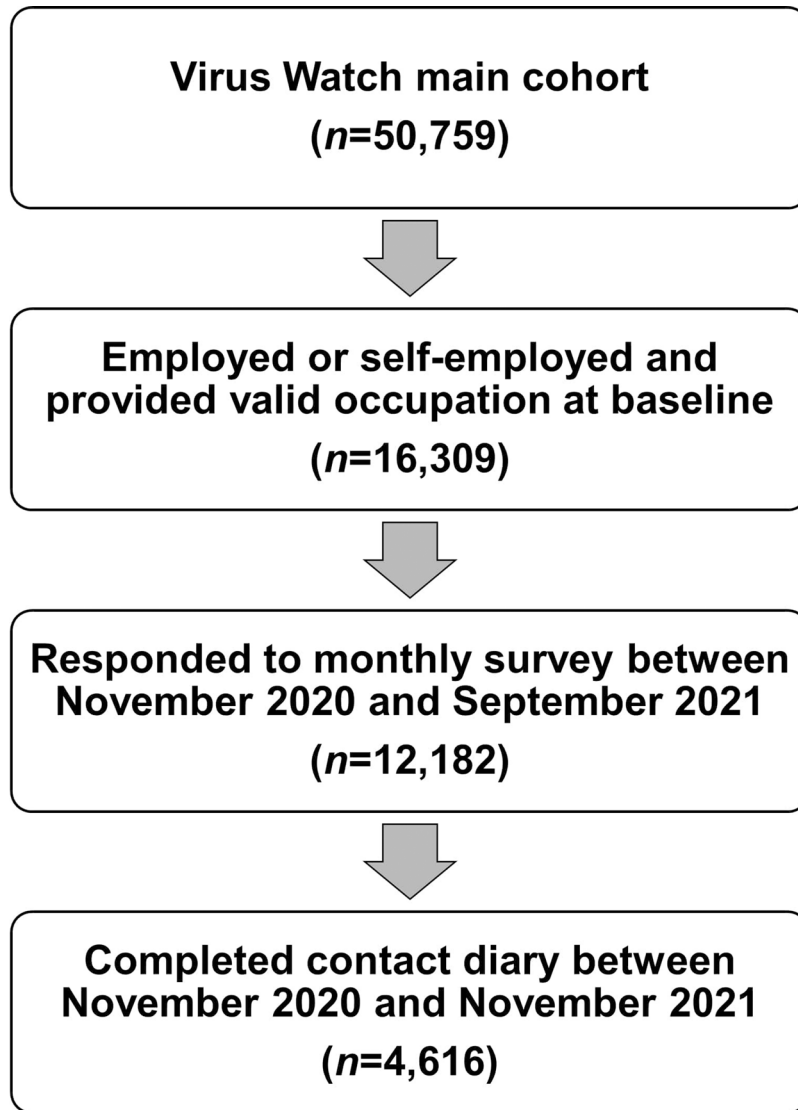 Virus Watch main cohort
(n=50,759)
Employed or self-employed and
provided valid occupation at baseline
(n=16,309)
Responded to monthly survey between
November 2020 and September 2021
(n=12,182)
Completed contact diary between
November 2020 and November 2021
(n=4,616)